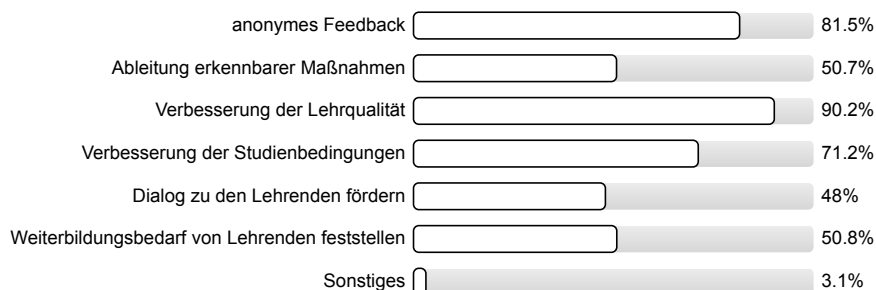 anonymes Feedback 81.5%
Ableitung erkennbarer Maßnahmen 50.7%
Verbesserung der Lehrqualität 90.2%
Verbesserung der Studienbedingungen 71.2%
Dialog zu den Lehrenden fördern 48%
Weiterbildungsbedarf von Lehrenden feststellen 50.8%
Sonstiges 3.1%